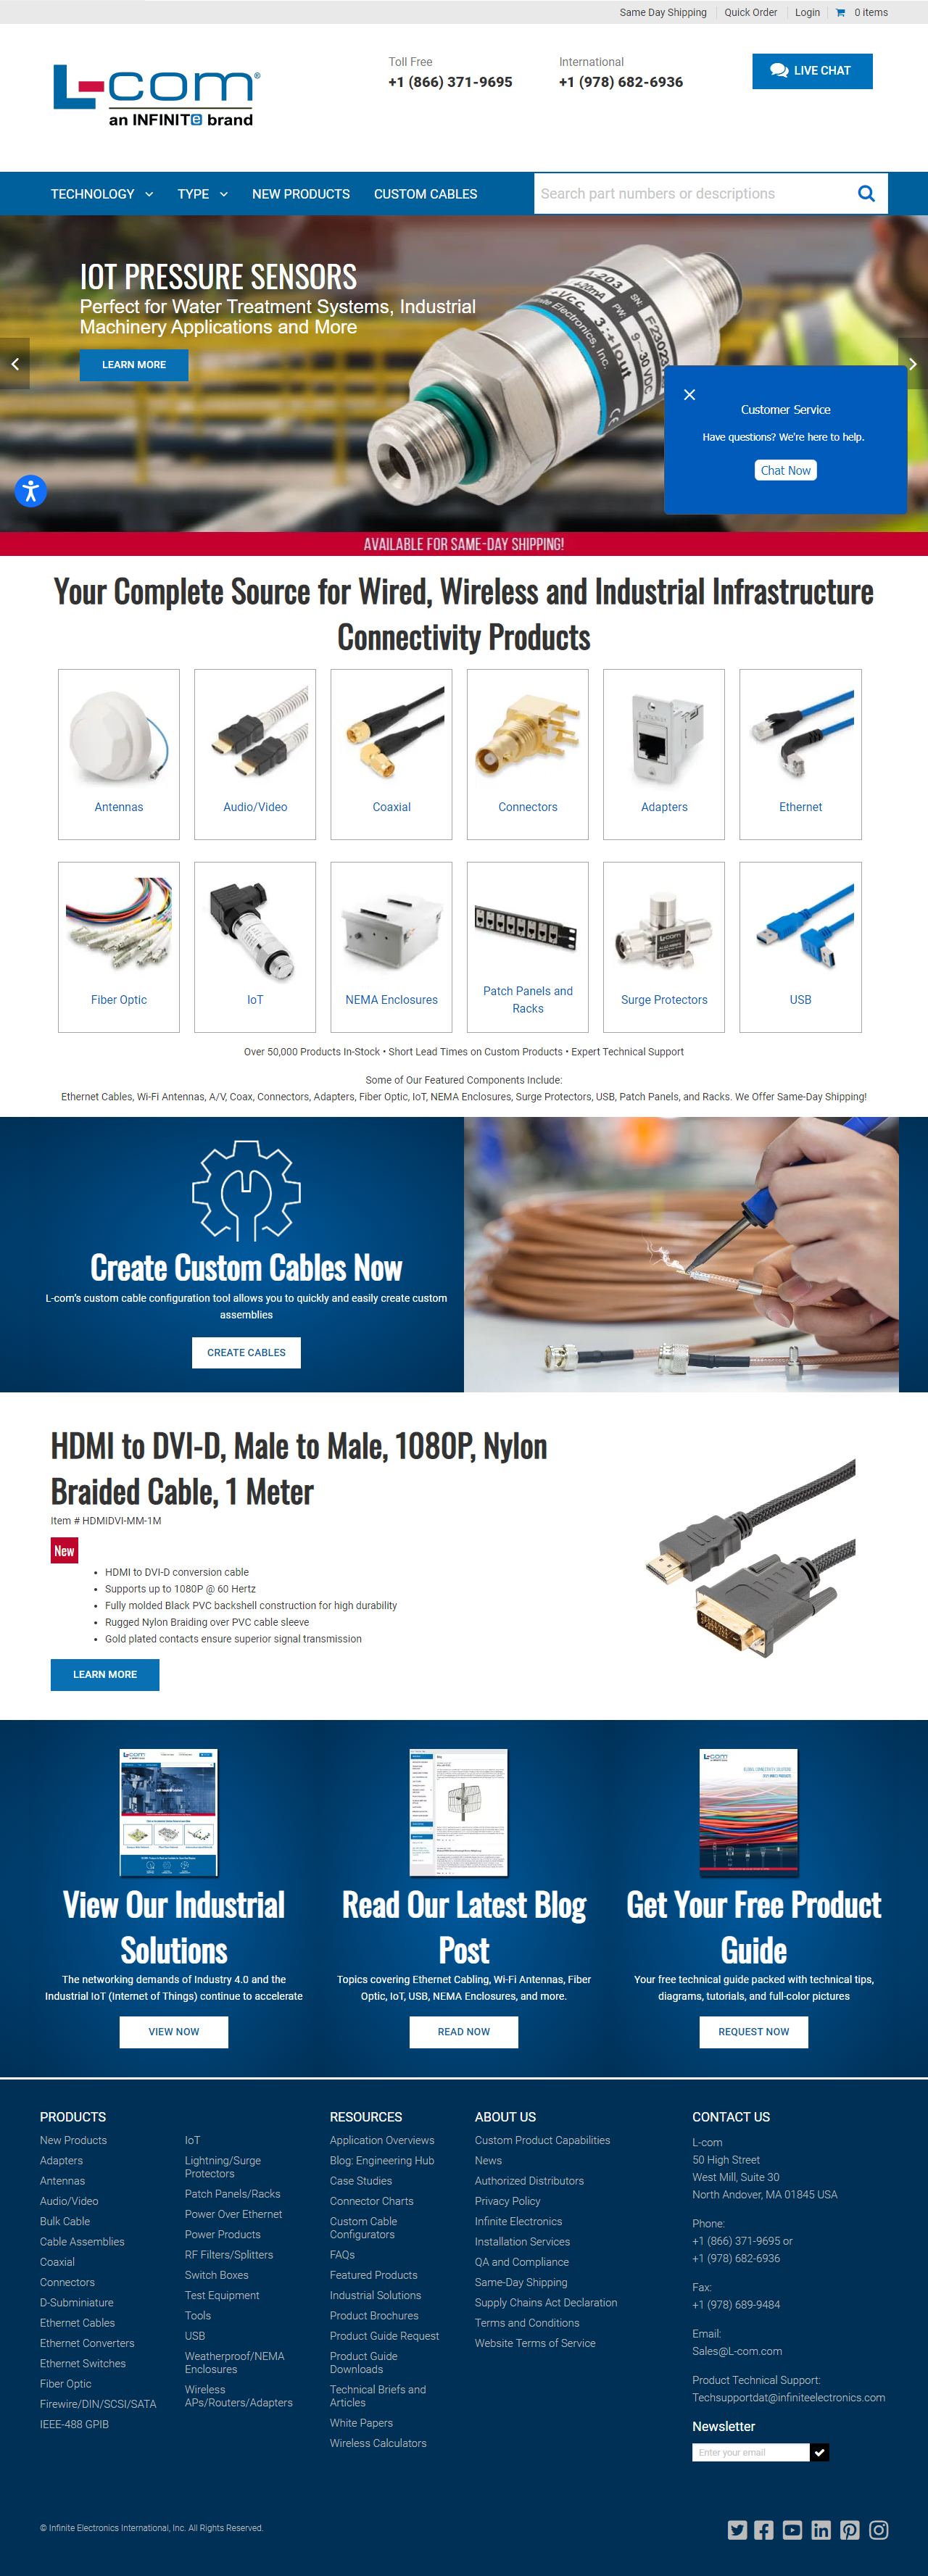 Same Day Shipping
Quick Order
Login
0 items
L-com®
an INFINITe brand
Toll Free
+1 (866) 371-9695
International
+1 (978) 682-6936
LIVE CHAT
TECHNOLOGY
TYPE
NEW PRODUCTS
CUSTOM CABLES
Search part numbers or descriptions
IOT PRESSURE SENSORS
Perfect for Water Treatment Systems, Industrial
Machinery Applications and More
LEARN MORE
Electronics, Inc.
9 - 30 VDC
Customer Service
Have questions? We're here to help.
Chat Now
AVAILABLE FOR SAME-DAY SHIPPING!
Your Complete Source for Wired, Wireless and Industrial Infrastructure
Connectivity Products
Antennas
Audio/Video
Coaxial
Connectors
Adapters
Ethernet
Fiber Optic
IoT
NEMA Enclosures
Patch Panels and
Racks
L-com
Surge Protectors
USB
Over 50,000 Products In-Stock • Short Lead Times on Custom Products • Expert Technical Support
Some of Our Featured Components Include:
Ethernet Cables, Wi-Fi Antennas, A/V, Coax, Connectors, Adapters, Fiber Optic, IoT, NEMA Enclosures, Surge Protectors, USB, Patch Panels, and Racks. We Offer Same-Day Shipping!
Create Custom Cables Now
L-com's custom cable configuration tool allows you to quickly and easily create custom
assemblies
CREATE CABLES
HDMI to DVI-D, Male to Male, 1080P, Nylon
Braided Cable, 1 Meter
Item # HDMIDVI-MM-1M
New
• HDMI to DVI-D conversion cable
• Supports up to 1080P @ 60 Hertz
• Fully molded Black PVC backshell construction for high durability
• Rugged Nylon Braiding over PVC cable sleeve
• Gold plated contacts ensure superior signal transmission
LEARN MORE
L-com
L-com
View Our Industrial
Solutions
The networking demands of Industry 4.0 and the
Industrial IoT (Internet of Things) continue to accelerate
VIEW NOW
Read Our Latest Blog
Post
Topics covering Ethernet Cabling, Wi-Fi Antennas, Fiber
Optic, IoT, USB, NEMA Enclosures, and more.
READ NOW
Get Your Free Product
Guide
Your free technical guide packed with technical tips,
diagrams, tutorials, and full-color pictures
REQUEST NOW
PRODUCTS
New Products
Adapters
Antennas
Audio/Video
Bulk Cable
Cable Assemblies
Coaxial
Connectors
D-Subminiature
Ethernet Cables
Ethernet Converters
Ethernet Switches
Fiber Optic
Firewire/DIN/SCSI/SATA
IEEE-488 GPIB
IoT
Lightning/Surge
Protectors
Patch Panels/Racks
Power Over Ethernet
Power Products
RF Filters/Splitters
Switch Boxes
Test Equipment
Tools
USB
Weatherproof/NEMA
Enclosures
Wireless
APs/Routers/Adapters
RESOURCES
Application Overviews
Blog: Engineering Hub
Case Studies
Connector Charts
Custom Cable
Configurators
FAQs
Featured Products
Industrial Solutions
Product Brochures
Product Guide Request
Product Guide
Downloads
Technical Briefs and
Articles
White Papers
Wireless Calculators
ABOUT US
Custom Product Capabilities
News
Authorized Distributors
Privacy Policy
Infinite Electronics
Installation Services
QA and Compliance
Same-Day Shipping
Supply Chains Act Declaration
Terms and Conditions
Website Terms of Service
CONTACT US
L-com
50 High Street
West Mill, Suite 30
North Andover, MA 01845 USA
Phone:
+1 (866) 371-9695 or
+1 (978) 682-6936
Fax:
+1 (978) 689-9484
Email:
Sales@L-com.com
Product Technical Support:
Techsupportdat@infiniteelectronics.com
Newsletter
Enter your email
© Infinite Electronics International, Inc. All Rights Reserved.